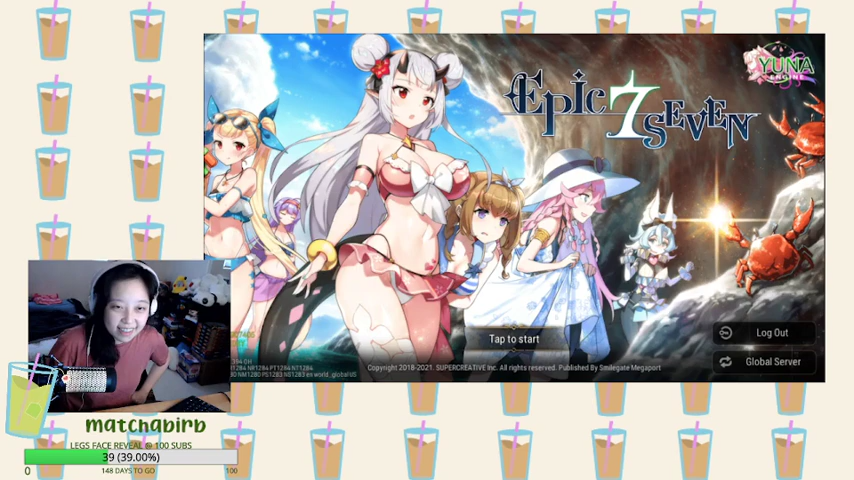 YUNA
ENGINE
Epic
7
SEVEN
Tap to start
Log Out
Global Server
Copyright 2018-2021. SUPERCREATIVE Inc. All rights reserved. Published By Smilegate Megaport
matchabirb
LEGS FACE REVEAL @ 100 SUBS
39 (39.00%)
0
148 DAYS TO GO
100